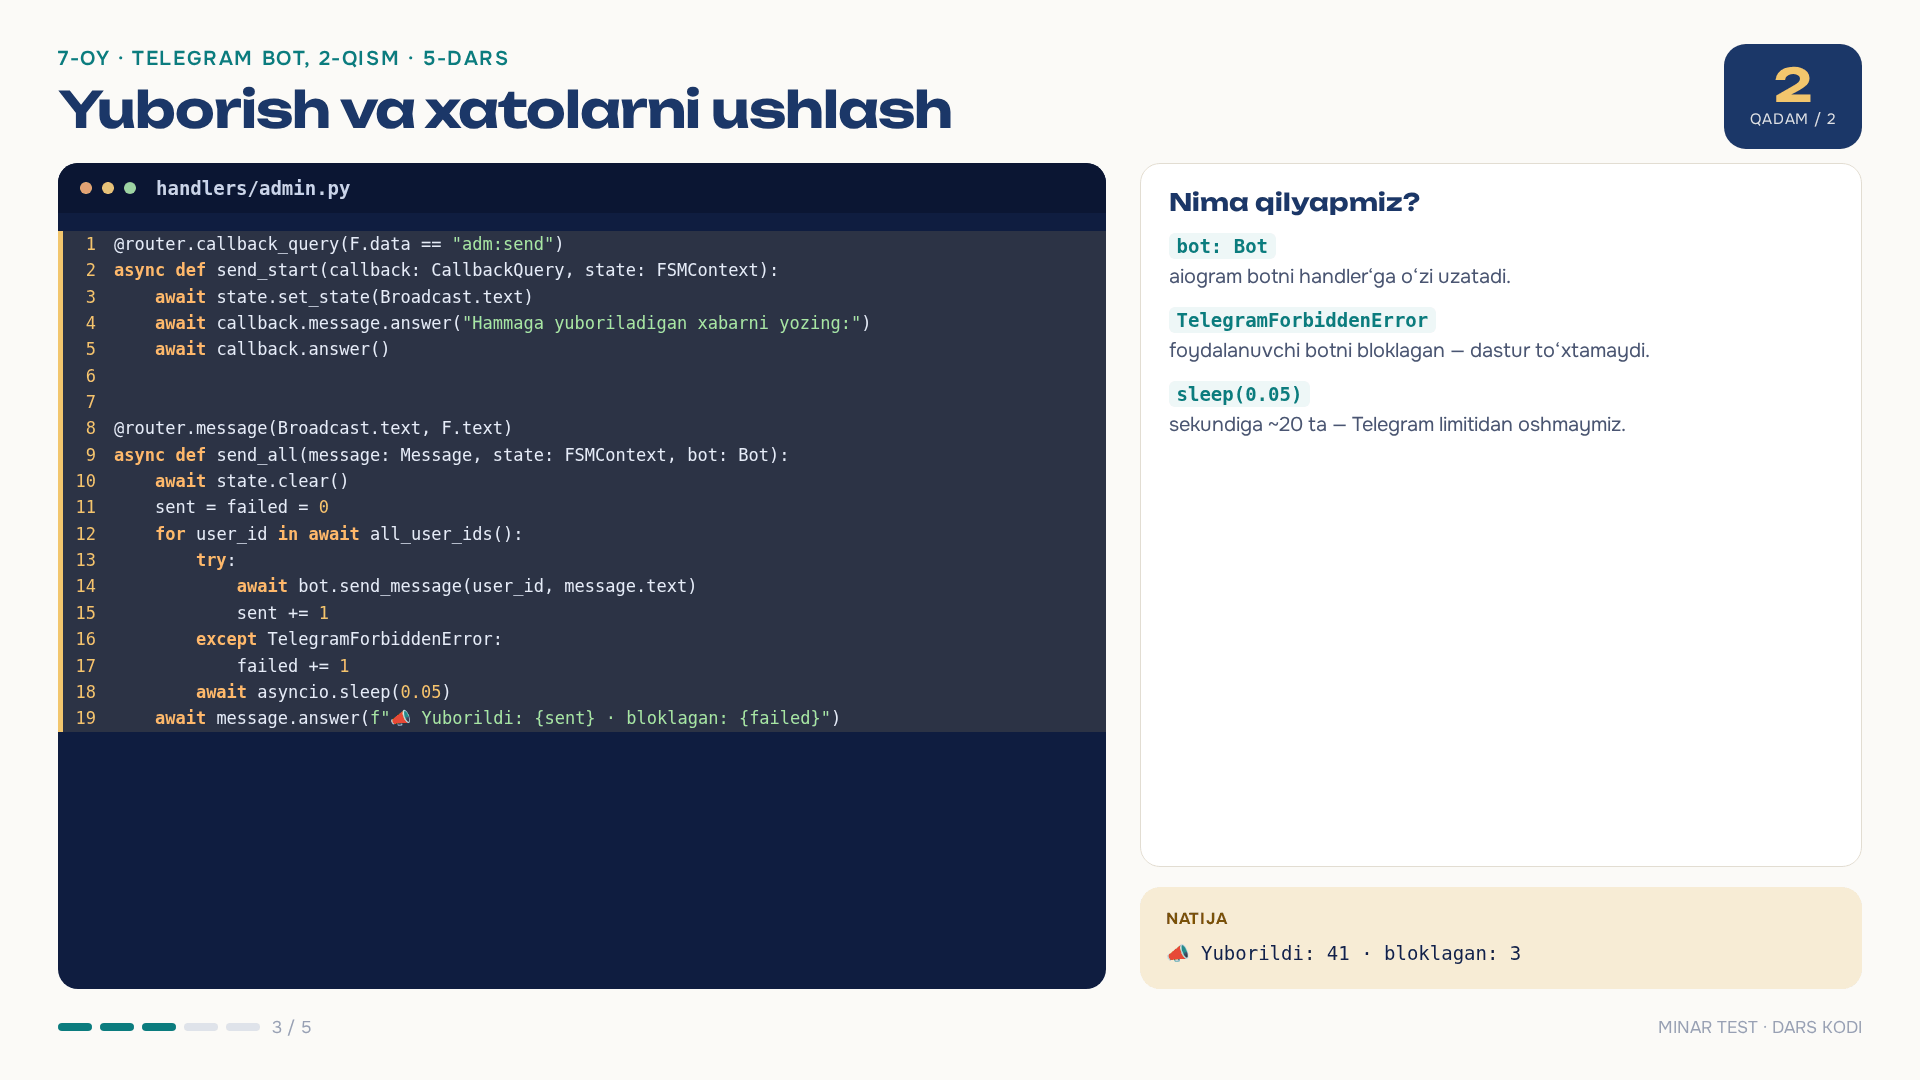 7-OY · TELEGRAM BOT, 2-QISM · 5-DARS
Yuborish va xatolarni ushlash
2
QADAM / 2
handlers/admin.py
1 @router.callback_query(F.data == "adm:send")
2 async def send_start(callback: CallbackQuery, state: FSMContext):
3     await state.set_state(Broadcast.text)
4     await callback.message.answer("Hammaga yuboriladigan xabarni yozing:")
5     await callback.answer()
6
7
8 @router.message(Broadcast.text, F.text)
9 async def send_all(message: Message, state: FSMContext, bot: Bot):
10     await state.clear()
11     sent = failed = 0
12     for user_id in await all_user_ids():
13         try:
14             await bot.send_message(user_id, message.text)
15             sent += 1
16         except TelegramForbiddenError:
17             failed += 1
18         await asyncio.sleep(0.05)
19     await message.answer(f"📣 Yuborildi: {sent} · bloklagan: {failed}")
Nima qilyapmiz?
bot: Bot
aiogram botni handler‘ga o‘zi uzatadi.
TelegramForbiddenError
foydalanuvchi botni bloklagan — dastur to‘xtamaydi.
sleep(0.05)
sekundiga ~20 ta — Telegram limitidan oshmaymiz.
NATIJA
📣 Yuborildi: 41 · bloklagan: 3
3 / 5
MINAR TEST · DARS KODI